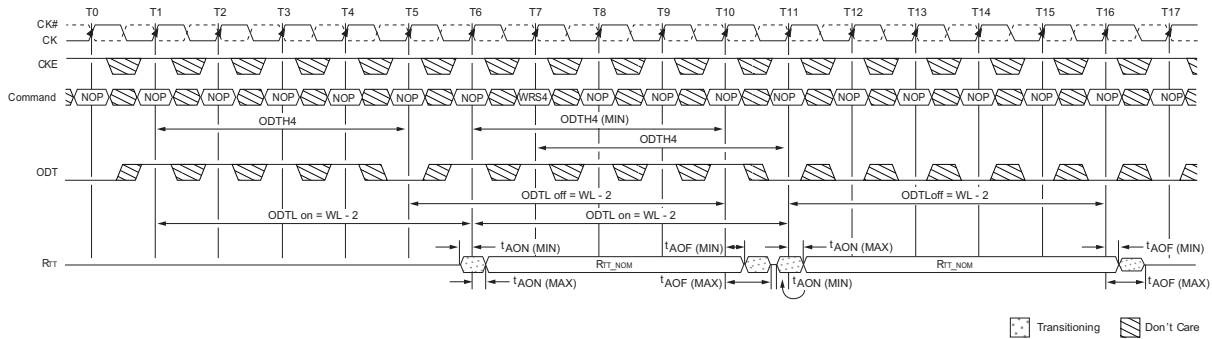 T0 T1 T2 T3 T4 T5 T6 T7 T8 T9 T10 T11 T12 T13 T14 T15 T16 T17
CK#
CK
CKE
Command NOP NOP NOP NOP NOP NOP NOP WRS4 NOP NOP NOP NOP NOP NOP NOP NOP NOP NOP
ODTH4 ODTH4 (MIN)
ODTH4
ODT
ODTL off = WL - 2 ODTLoff = WL - 2
ODTL on = WL - 2 ODTL on = WL - 2
tAON (MIN) tAOF (MIN) tAON (MAX) tAOF (MIN)
RTT RTT_NOM RTT_NOM
tAON (MAX) tAOF (MAX) tAON (MIN) tAOF (MAX)
Transitioning Don't Care